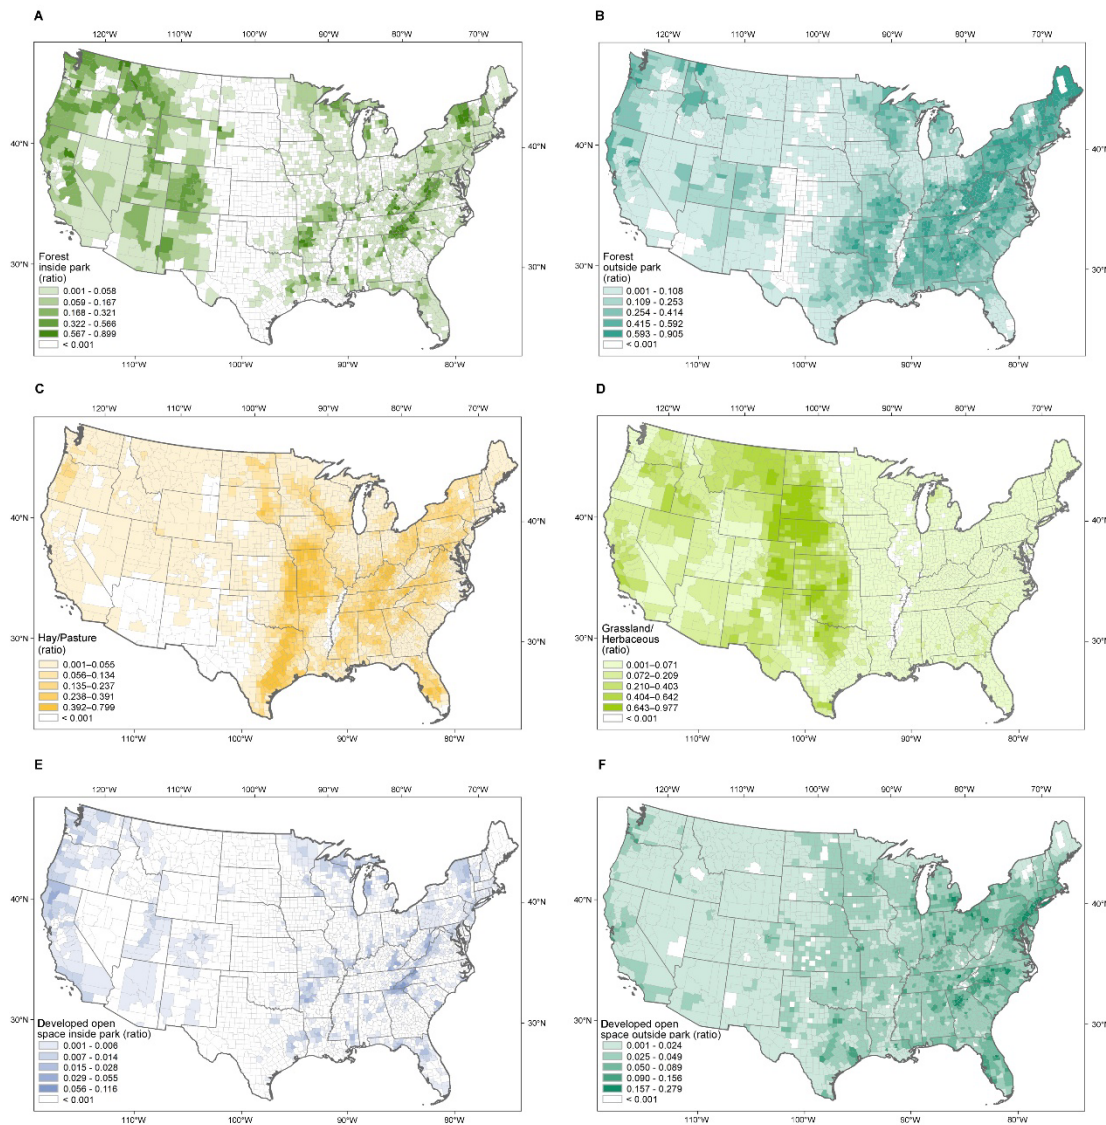 A
120°W 110°W 100°W 90°W 80°W 70°W
40°N 40°N
30°N 30°N
Forest
inside park
(ratio)
0.001 - 0.058
0.059 - 0.167
0.168 - 0.321
0.322 - 0.566
0.567 - 0.899
< 0.001
110°W 100°W 90°W 80°W
B
120°W 110°W 100°W 90°W 80°W 70°W
40°N 40°N
30°N 30°N
Forest
outside park
(ratio)
0.001 - 0.108
0.109 - 0.253
0.254 - 0.414
0.415 - 0.592
0.593 - 0.905
< 0.001
110°W 100°W 90°W 80°W
C
120°W 110°W 100°W 90°W 80°W 70°W
40°N 40°N
30°N 30°N
Hay/Pasture
(ratio)
0.001–0.055
0.056–0.134
0.135–0.237
0.238–0.391
0.392–0.799
< 0.001
110°W 100°W 90°W 80°W
D
120°W 110°W 100°W 90°W 80°W 70°W
40°N 40°N
30°N 30°N
Grassland/
Herbaceous
(ratio)
0.001–0.071
0.072–0.209
0.210–0.403
0.404–0.642
0.643–0.977
< 0.001
110°W 100°W 90°W 80°W
E
120°W 110°W 100°W 90°W 80°W 70°W
40°N 40°N
30°N 30°N
Developed open
space inside park (ratio)
0.001 - 0.006
0.007 - 0.014
0.015 - 0.028
0.029 - 0.055
0.056 - 0.116
< 0.001
110°W 100°W 90°W 80°W
F
120°W 110°W 100°W 90°W 80°W 70°W
40°N 40°N
30°N 30°N
Developed open
space outside park (ratio)
0.001 - 0.024
0.025 - 0.049
0.050 - 0.089
0.090 - 0.156
0.157 - 0.279
< 0.001
110°W 100°W 90°W 80°W